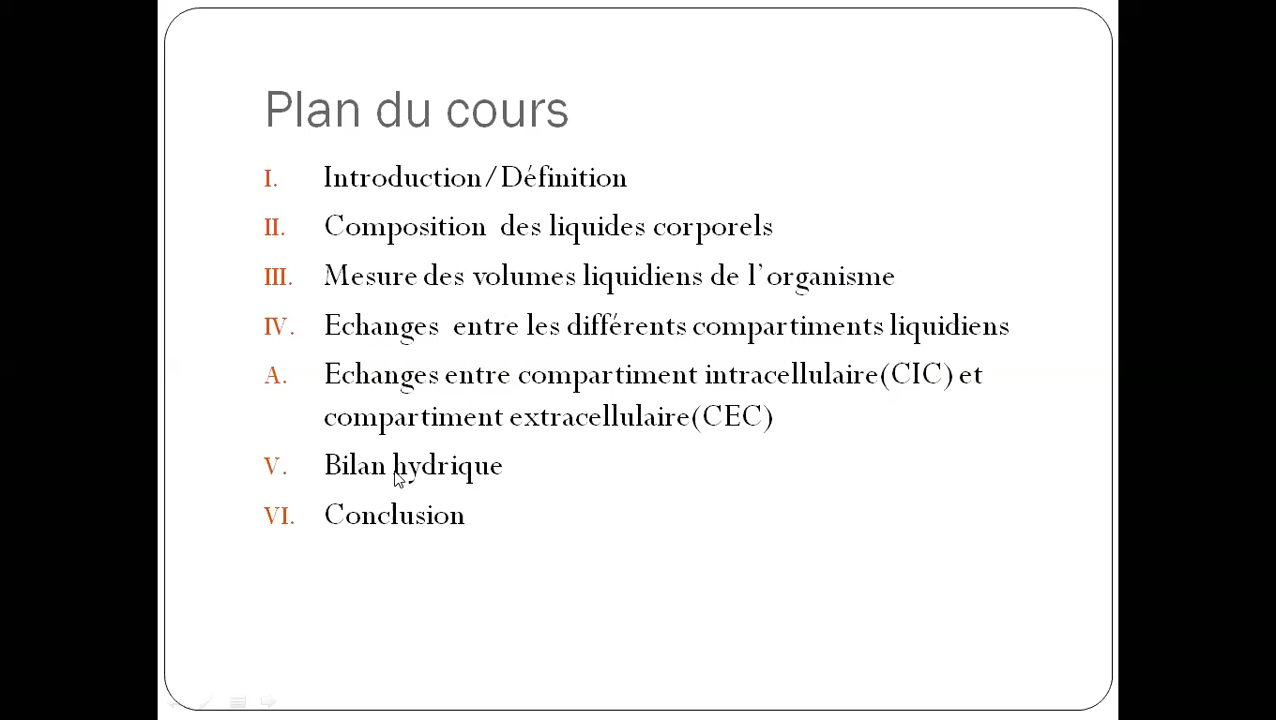 Plan du cours
I. Introduction/Définition
II. Composition des liquides corporels
III. Mesure des volumes liquidiens de l’organisme
IV. Echanges entre les différents compartiments liquidiens
A. Echanges entre compartiment intracellulaire(CIC) et
compartiment extracellulaire(CEC)
V. Bilan hydrique
VI. Conclusion